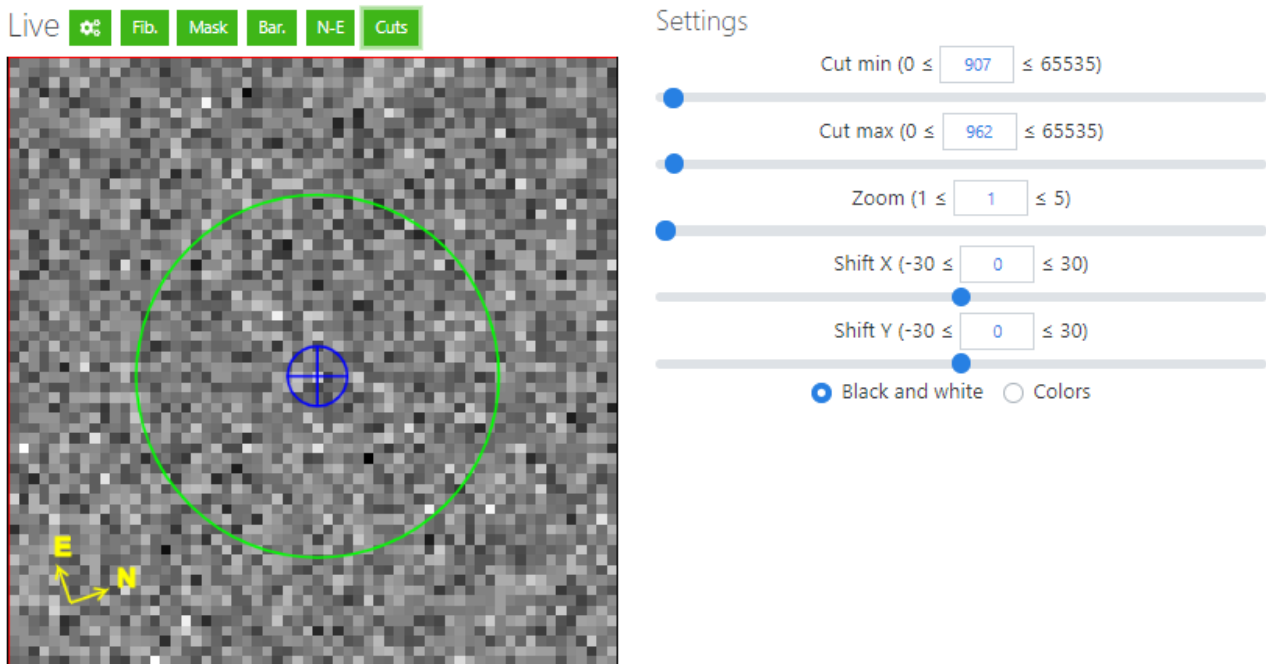 Live Fib. Mask Bar. N-E Cuts
E
N
Settings
Cut min (0 ≤ 907 ≤ 65535)
Cut max (0 ≤ 962 ≤ 65535)
Zoom (1 ≤ 1 ≤ 5)
Shift X (-30 ≤ 0 ≤ 30)
Shift Y (-30 ≤ 0 ≤ 30)
Black and white Colors